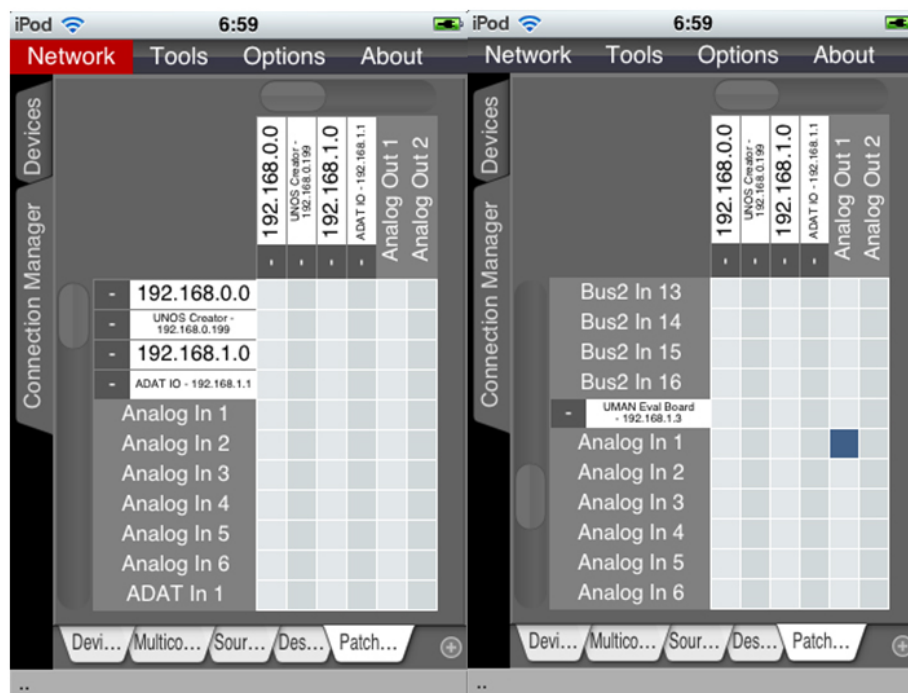 iPod 6:59
Network Tools Options About
Devices
Connection Manager
192.168.0.0
UNOS Creator -
192.168.0.199
192.168.1.0
ADAT IO - 192.168.1.1
Analog Out 1
Analog Out 2
- - - -
- 192.168.0.0
- UNOS Creator -
192.168.0.199
- 192.168.1.0
- ADAT IO - 192.168.1.1
Analog In 1
Analog In 2
Analog In 3
Analog In 4
Analog In 5
Analog In 6
ADAT In 1
Devi... Multico... Sour... Des... Patch...
..
iPod 6:59
Network Tools Options About
Devices
Connection Manager
192.168.0.0
UNOS Creator -
192.168.0.199
192.168.1.0
ADAT IO - 192.168.1.1
Analog Out 1
Analog Out 2
- - - -
Bus2 In 13
Bus2 In 14
Bus2 In 15
Bus2 In 16
- UMAN Eval Board
- 192.168.1.3
Analog In 1
Analog In 2
Analog In 3
Analog In 4
Analog In 5
Analog In 6
Devi... Multico... Sour... Des... Patch...
..